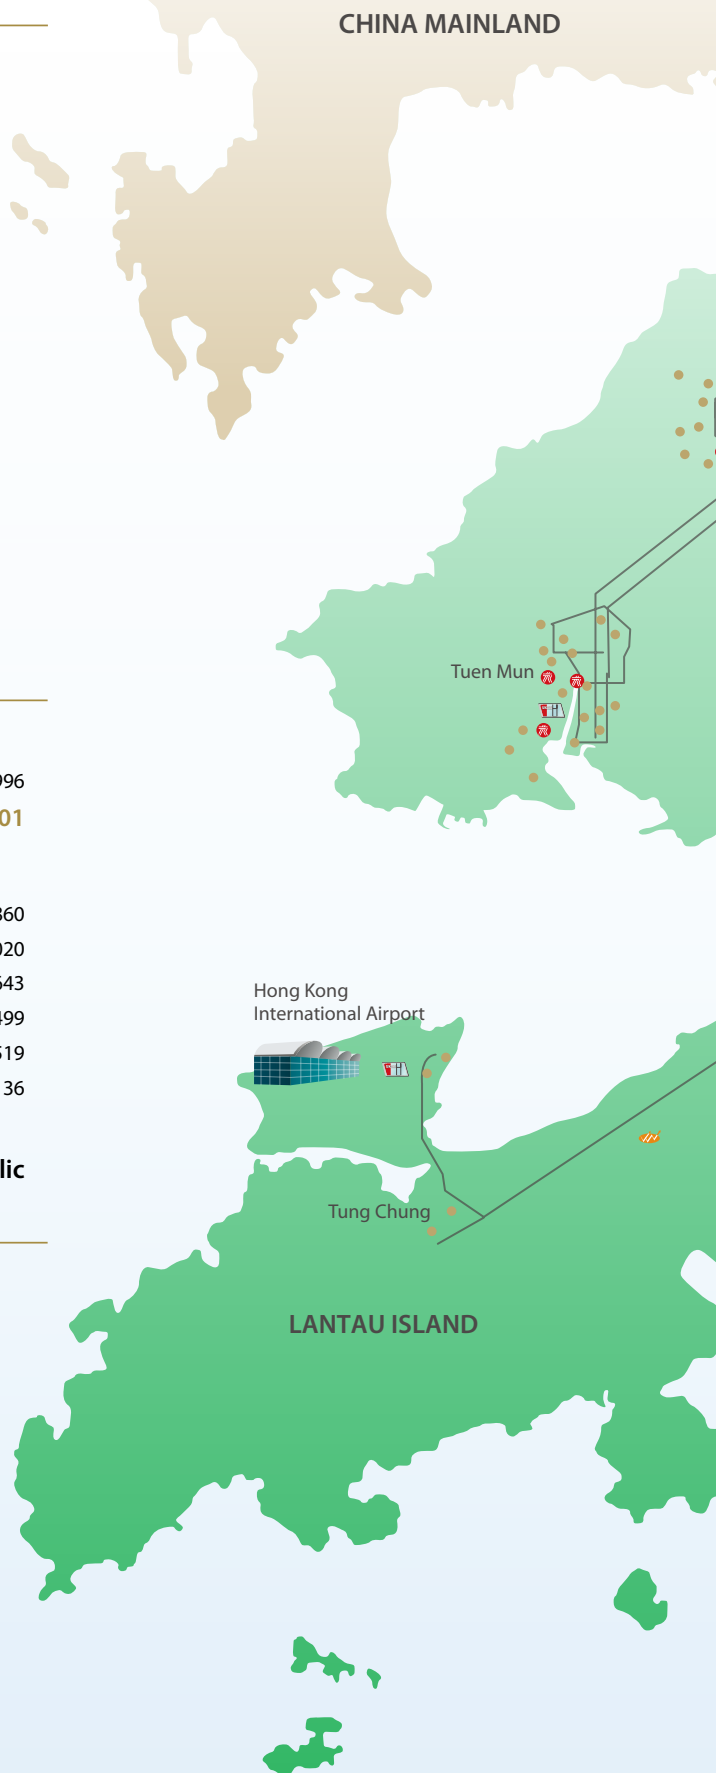 CHINA MAINLAND
Tuen Mun
996
01
360
020
543
499
519
36
lic
Hong Kong
International Airport
Tung Chung
LANTAU ISLAND